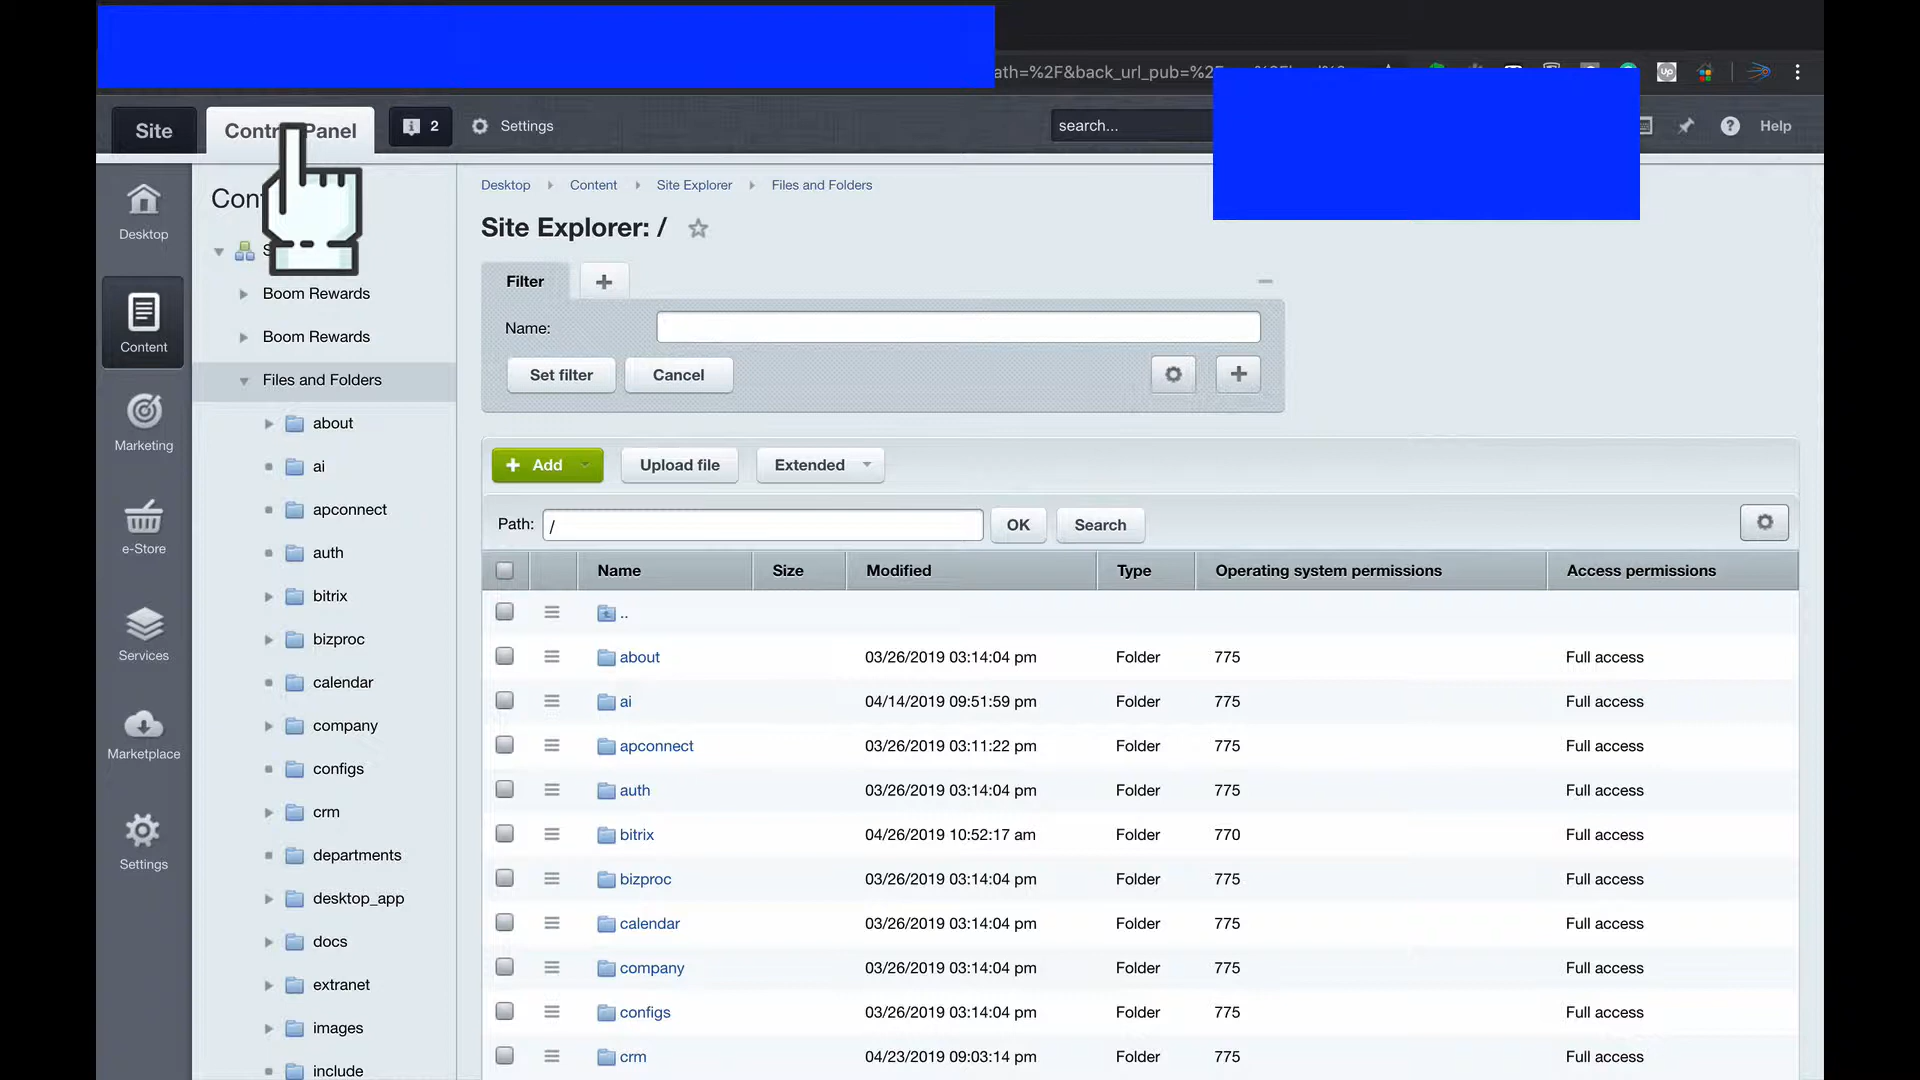 ath=%2F&back_url_pub=%2F
Site
Control Panel
2
Settings
search...
Help
Desktop
Content
Marketing
e-Store
Services
Marketplace
Settings
Boom Rewards
Boom Rewards
Files and Folders
about
ai
apconnect
auth
bitrix
bizproc
calendar
company
configs
crm
departments
desktop_app
docs
extranet
images
include
Desktop Content Site Explorer Files and Folders
Site Explorer: /
Filter
Name:
Set filter Cancel
Add Upload file Extended
Path: / OK Search
Name Size Modified Type Operating system permissions Access permissions
..
about 03/26/2019 03:14:04 pm Folder 775 Full access
ai 04/14/2019 09:51:59 pm Folder 775 Full access
apconnect 03/26/2019 03:11:22 pm Folder 775 Full access
auth 03/26/2019 03:14:04 pm Folder 775 Full access
bitrix 04/26/2019 10:52:17 am Folder 770 Full access
bizproc 03/26/2019 03:14:04 pm Folder 775 Full access
calendar 03/26/2019 03:14:04 pm Folder 775 Full access
company 03/26/2019 03:14:04 pm Folder 775 Full access
configs 03/26/2019 03:14:04 pm Folder 775 Full access
crm 04/23/2019 09:03:14 pm Folder 775 Full access